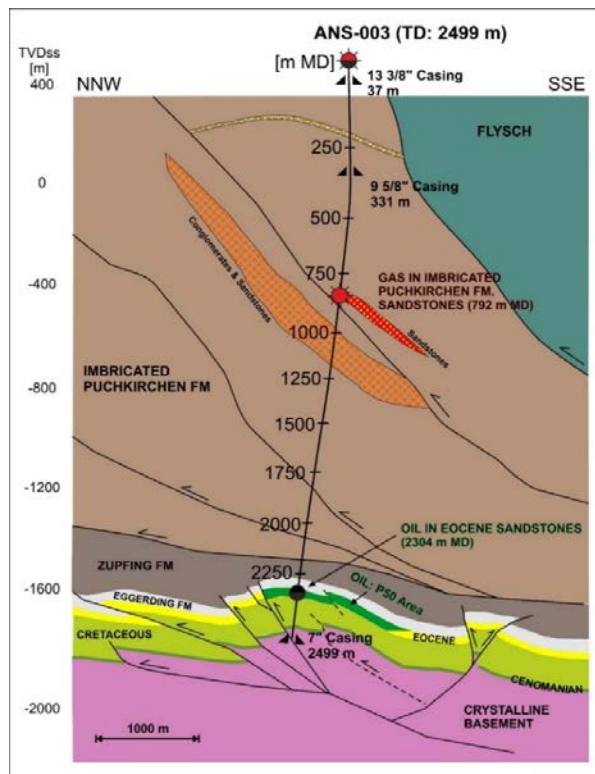 ANS-003 (TD: 2499 m)
TVDss
[m]
[m MD]
NNW
13 3/8" Casing
37 m
SSE
400
FLYSCH
250
0
9 5/8" Casing
331 m
500
750
GAS IN IMBRICATED
PUCHKIRCHEN FM.
SANDSTONES (792 m MD)
Conglomerates & Sandstones
-400
1000
Sandstones
1250
IMBRICATED
PUCHKIRCHEN FM
-800
1500
1750
-1200
2000
OIL IN EOCENE SANDSTONES
(2304 m MD)
ZUPFING FM
2250
OIL: P50 Area
-1600
EGGERDING FM
CRETACEOUS
EOCENE
7" Casing
2499 m
CENOMANIAN
-2000
CRYSTALLINE
BASEMENT
1000 m